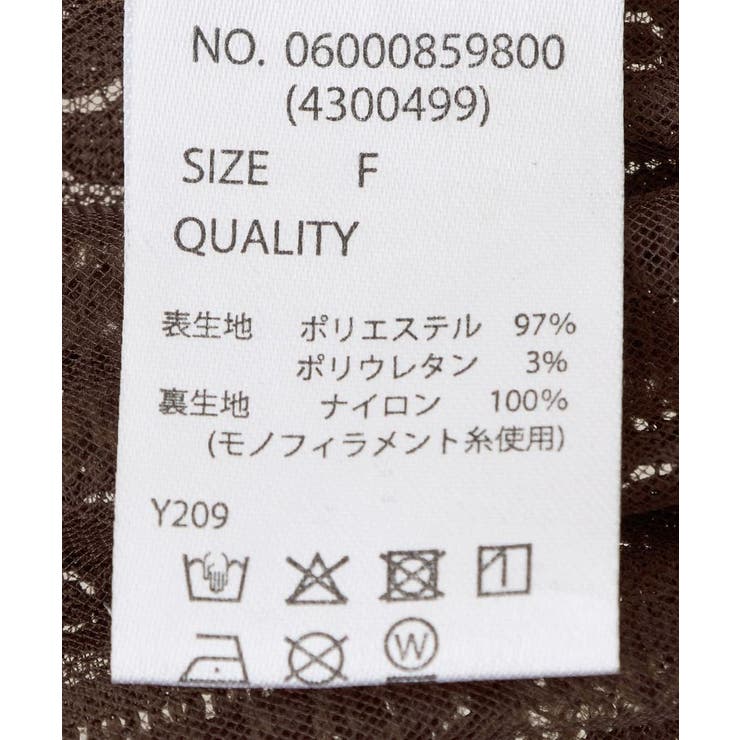 NO. 06000859800
(4300499)
SIZE F
QUALITY
表生地 ポリエステル 97%
ポリウレタン 3%
裏生地 ナイロン 100%
(モノフィラメント糸使用)
Y209
W